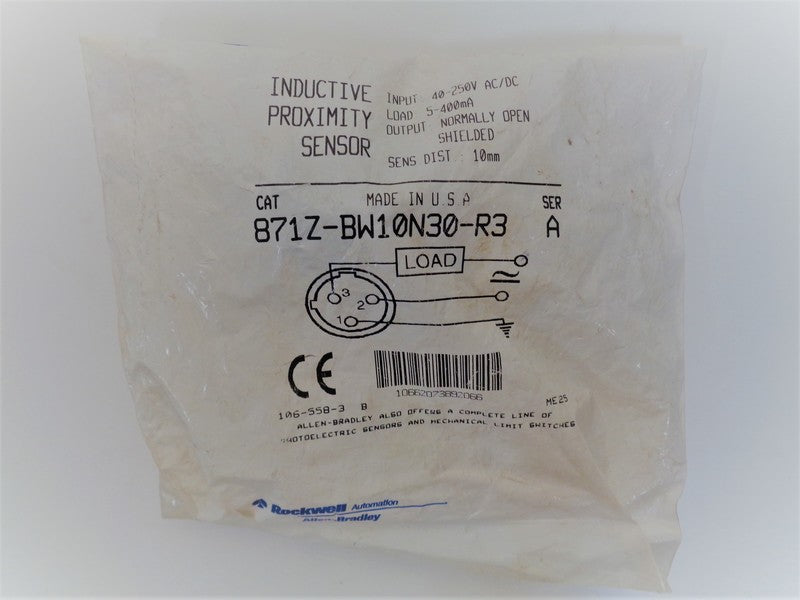 INDUCTIVE
PROXIMITY
SENSOR
INPUT 40-250V AC/DC
LOAD 5-400mA
OUTPUT NORMALLY OPEN
SHIELDED
SENS DIST : 10mm
CAT MADE IN U.S.A SER
871Z-BW10N30-R3 A
LOAD
3
2
1
CE
106-558-3 B ME25
ALLEN-BRADLEY ALSO OFFERS A COMPLETE LINE OF
PHOTOELECTRIC SENSORS AND MECHANICAL LIMIT SWITCHES
Rockwell Automation
Allen-Bradley